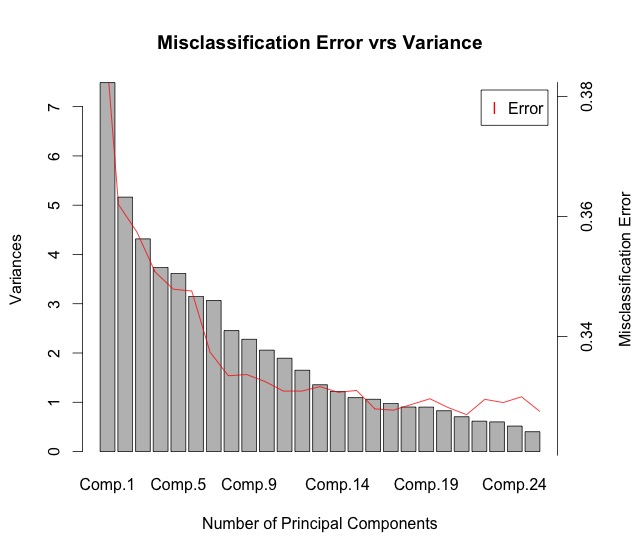 Misclassification Error vrs Variance
Error
Variances
0
1
2
3
4
5
6
7
0.34
0.36
0.38
Misclassification Error
Comp.1 Comp.5 Comp.9 Comp.14 Comp.19 Comp.24
Number of Principal Components